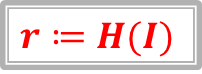 r := H(I)